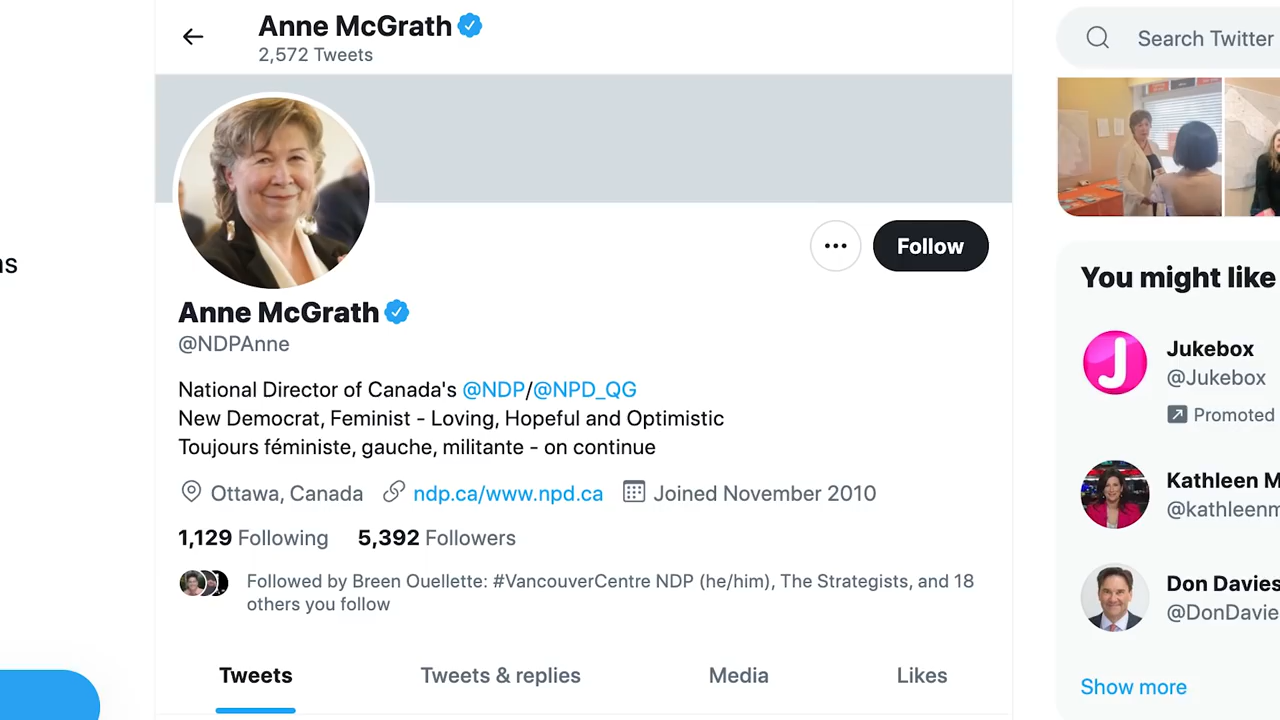 Anne McGrath
2,572 Tweets
Search Twitter
Follow
Anne McGrath
@NDPAnne
National Director of Canada's @NDP/@NPD_QG
New Democrat, Feminist - Loving, Hopeful and Optimistic
Toujours féministe, gauche, militante - on continue
Ottawa, Canada ndp.ca/www.npd.ca Joined November 2010
1,129 Following 5,392 Followers
Followed by Breen Ouellette: #VancouverCentre NDP (he/him), The Strategists, and 18
others you follow
Tweets Tweets & replies Media Likes
You might like
J
Jukebox
@Jukebox
Promoted
Kathleen M
@kathleenm
Don Davies
@DonDavie
Show more